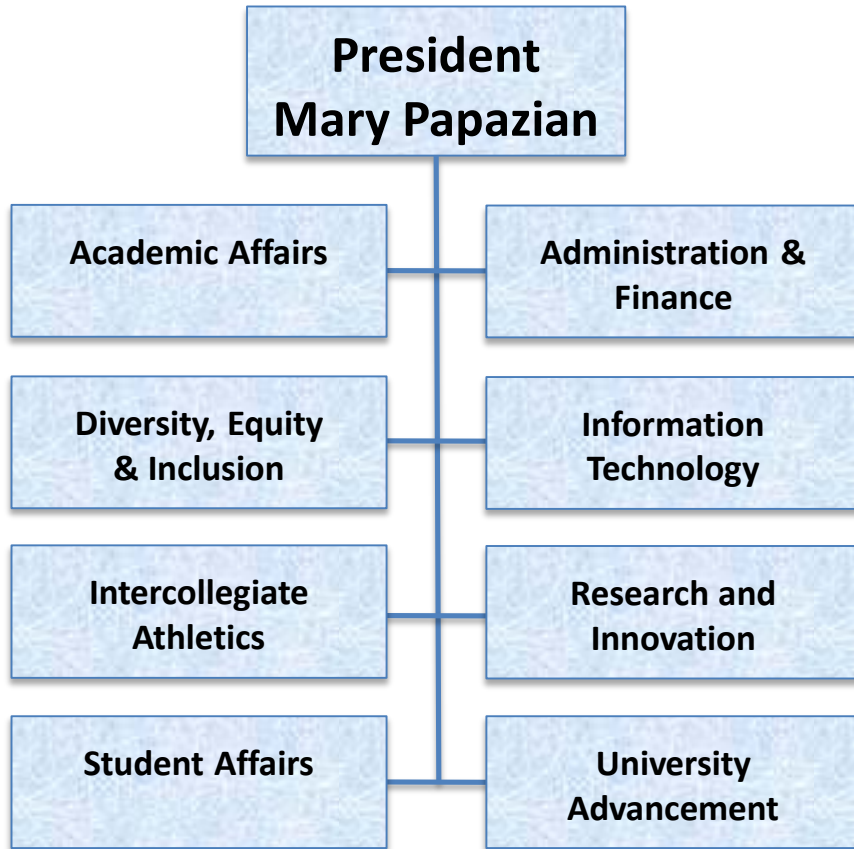 President
Mary Papazian
Academic Affairs
Administration &
Finance
Diversity, Equity
& Inclusion
Information
Technology
Intercollegiate
Athletics
Research and
Innovation
Student Affairs
University
Advancement